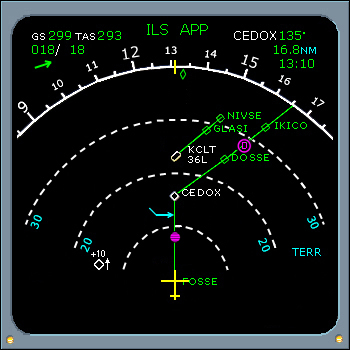 ILS APP
GS 299 TAS 293
CEDOX 135°
018/ 18
16.8NM
13:10
9
10
11
12
13
14
15
16
17
NIVSE
GLASI
IKICO
KCLT
36L
DOSSE
CEDOX
30
30
20
20
TERR
+10
FOSSE